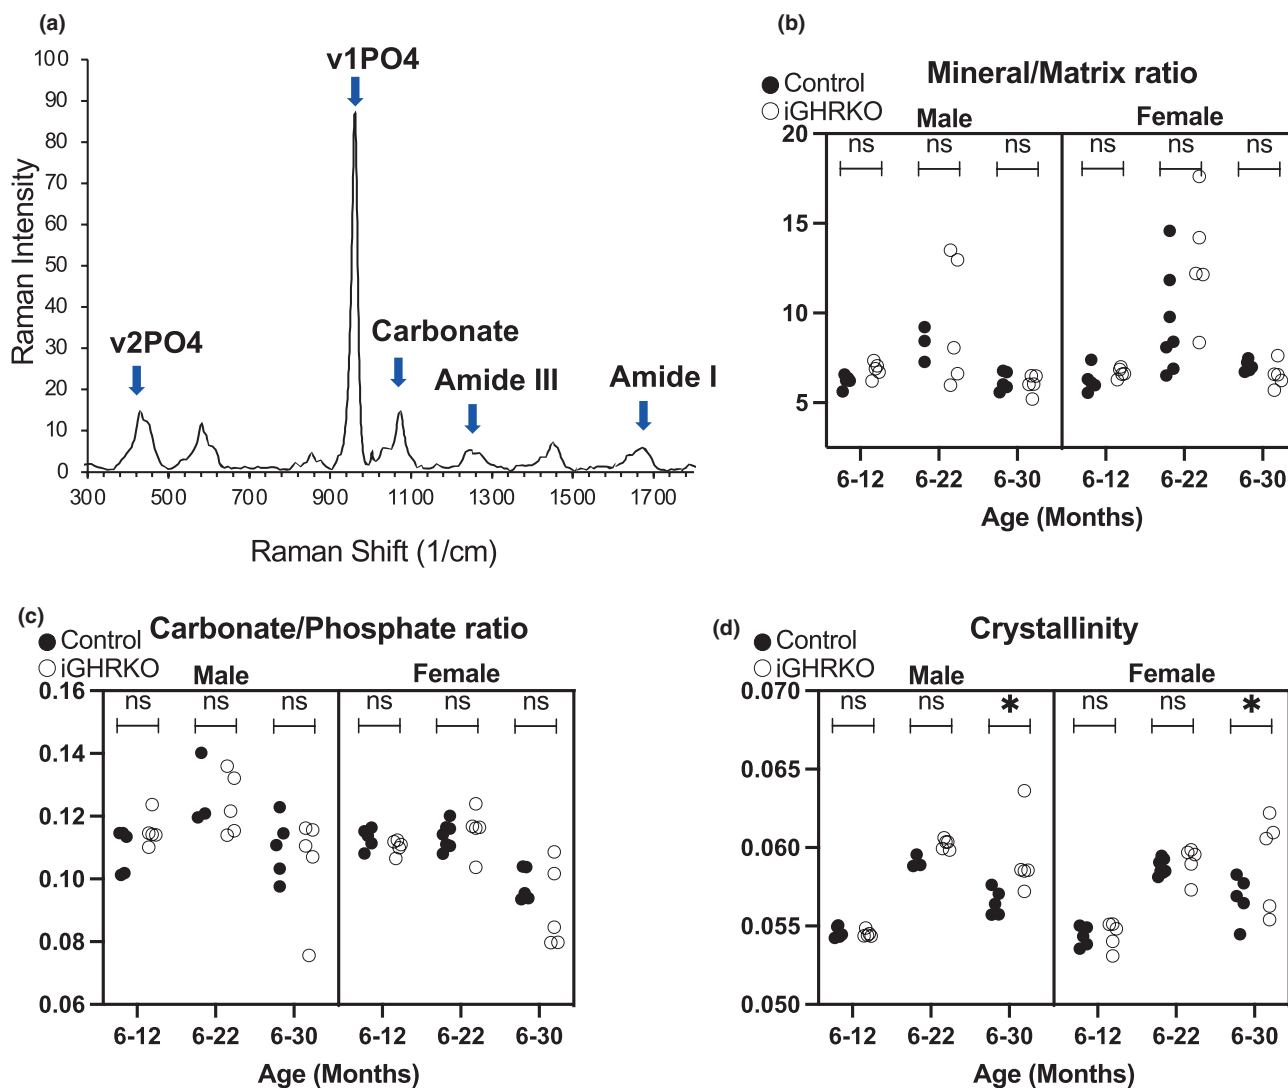 (a)
100
90
80
70
60
50
40
30
20
10
0
Raman Intensity
v1PO4
v2PO4
Carbonate
Amide III
Amide I
300 500 700 900 1100 1300 1500 1700
Raman Shift (1/cm)
(b)
Mineral/Matrix ratio
Control
iGHRKO
Male Female
20
15
10
5
ns ns ns ns ns ns
6-12 6-22 6-30 6-12 6-22 6-30
Age (Months)
(c)
Carbonate/Phosphate ratio
Control
iGHRKO
Male Female
0.16
0.14
0.12
0.10
0.08
0.06
ns ns ns ns ns ns
6-12 6-22 6-30 6-12 6-22 6-30
Age (Months)
(d)
Crystallinity
Control
iGHRKO
Male Female
0.070
0.065
0.060
0.055
0.050
ns ns * ns ns *
6-12 6-22 6-30 6-12 6-22 6-30
Age (Months)